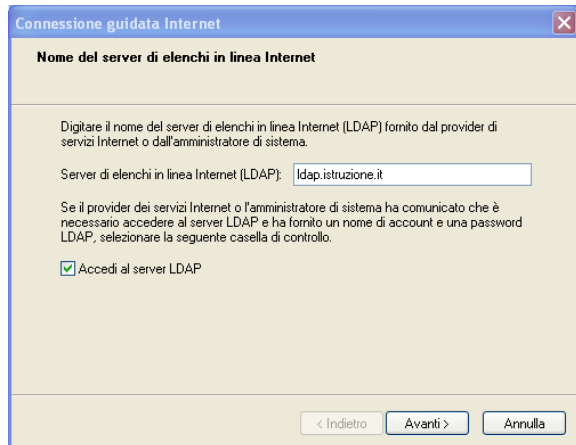 Connessione guidata Internet
Nome del server di elenchi in linea Internet
Digitare il nome del server di elenchi in linea Internet (LDAP) fornito dal provider di
servizi Internet o dall'amministratore di sistema.
Server di elenchi in linea Internet (LDAP): ldap.istruzione.it
Se il provider dei servizi Internet o l'amministratore di sistema ha comunicato che è
necessario accedere al server LDAP e ha fornito un nome di account e una password
LDAP, selezionare la seguente casella di controllo.
Accedi al server LDAP
< Indietro Avanti > Annulla